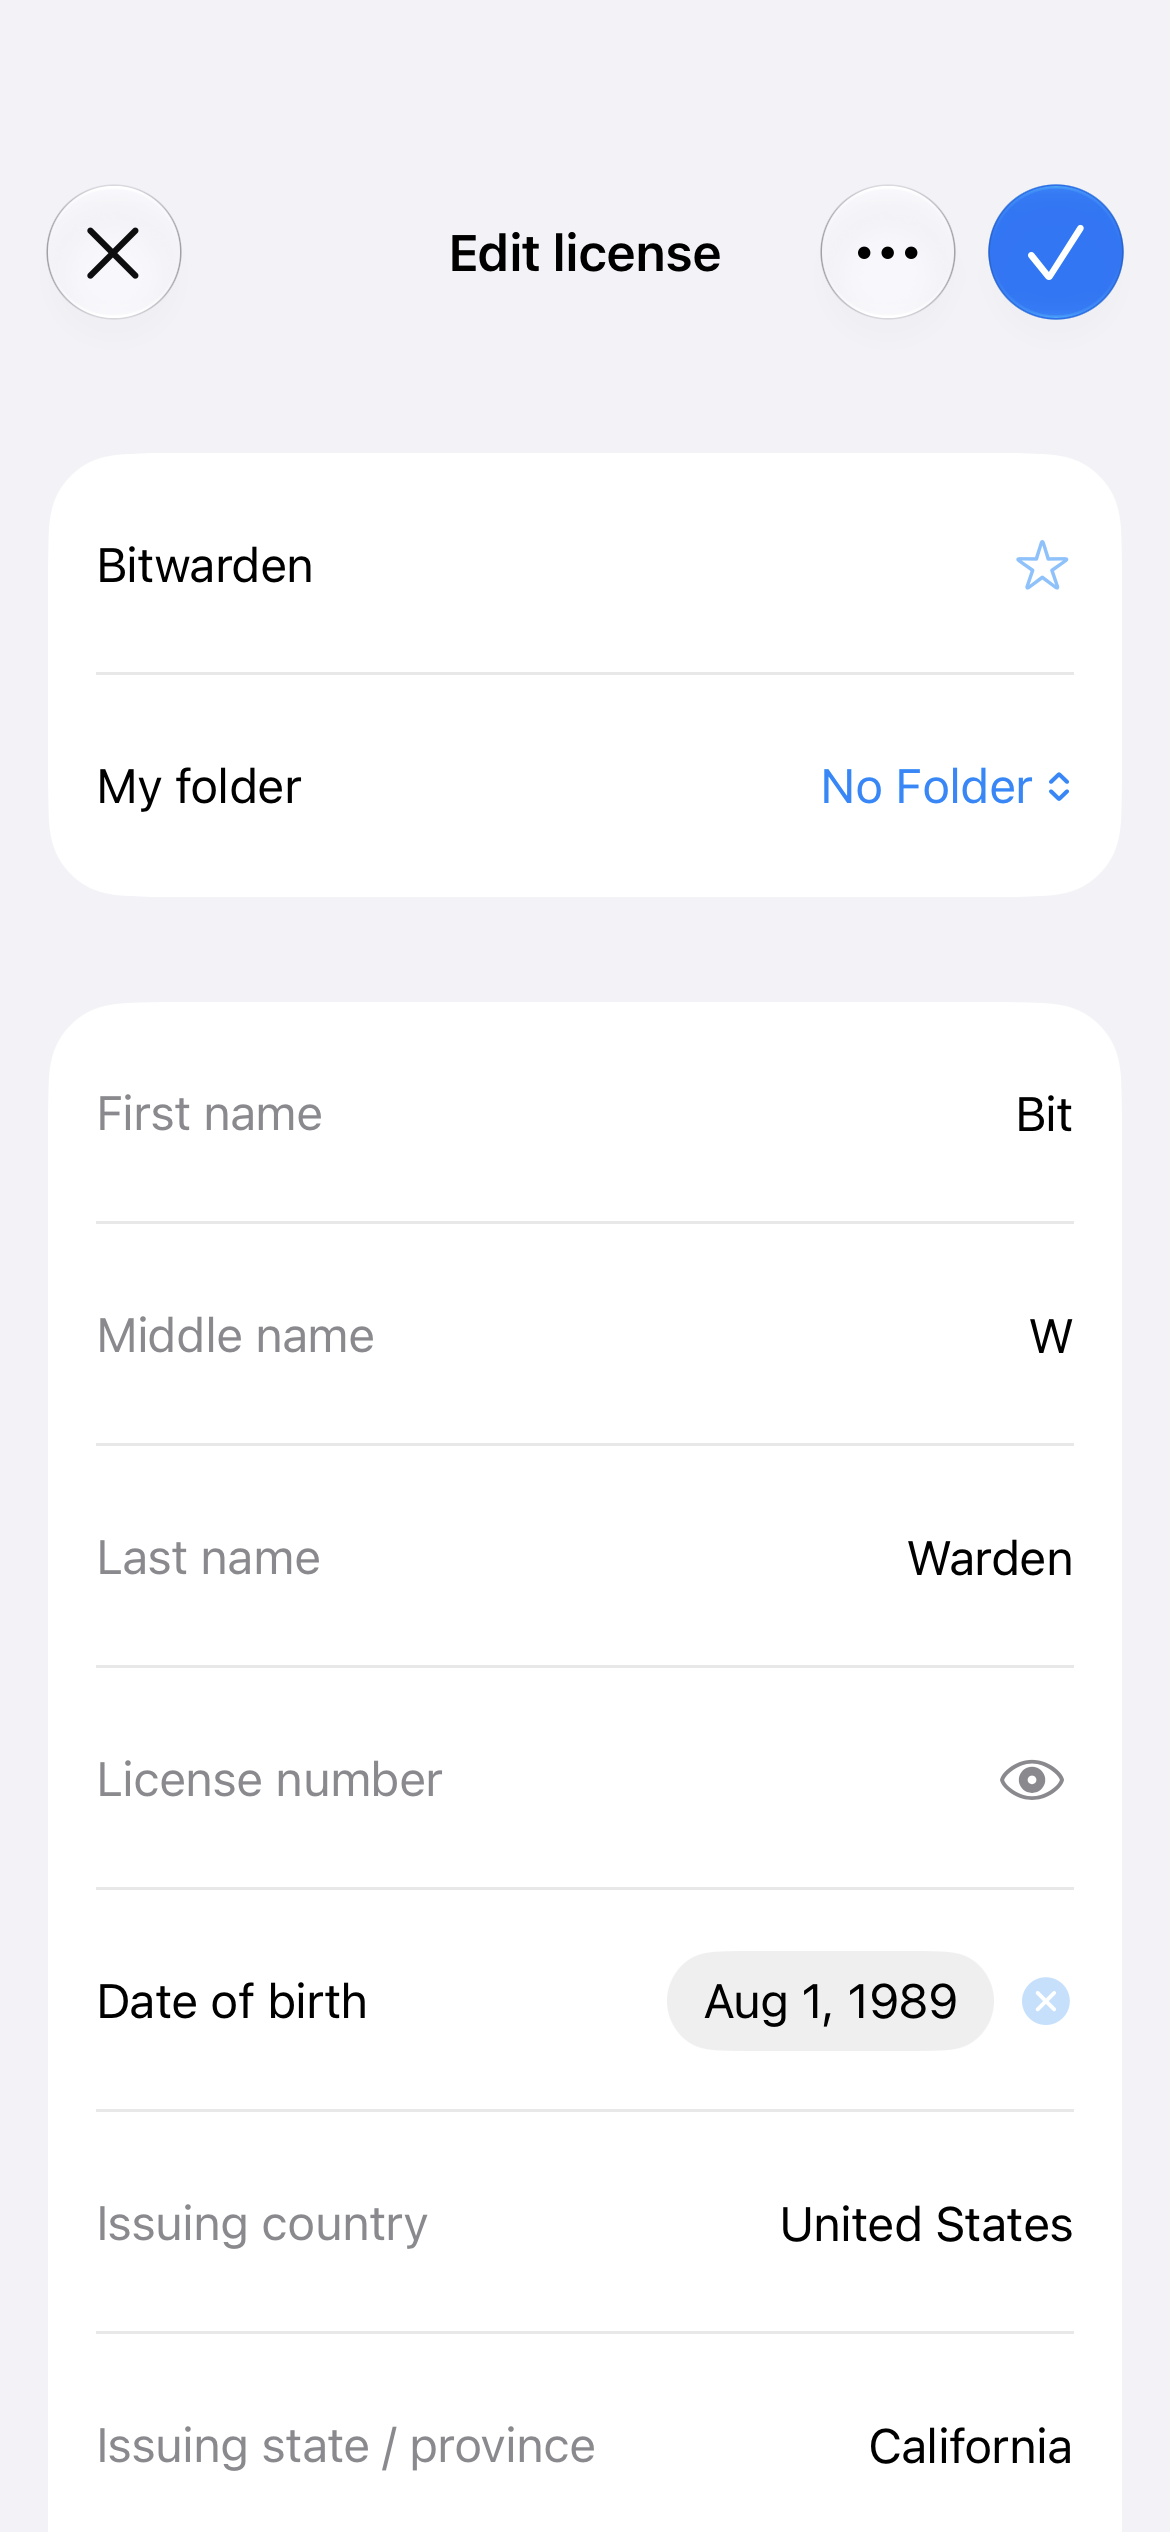 Edit license
Bitwarden
My folder No Folder
First name Bit
Middle name W
Last name Warden
License number
Date of birth Aug 1, 1989
Issuing country United States
Issuing state / province California